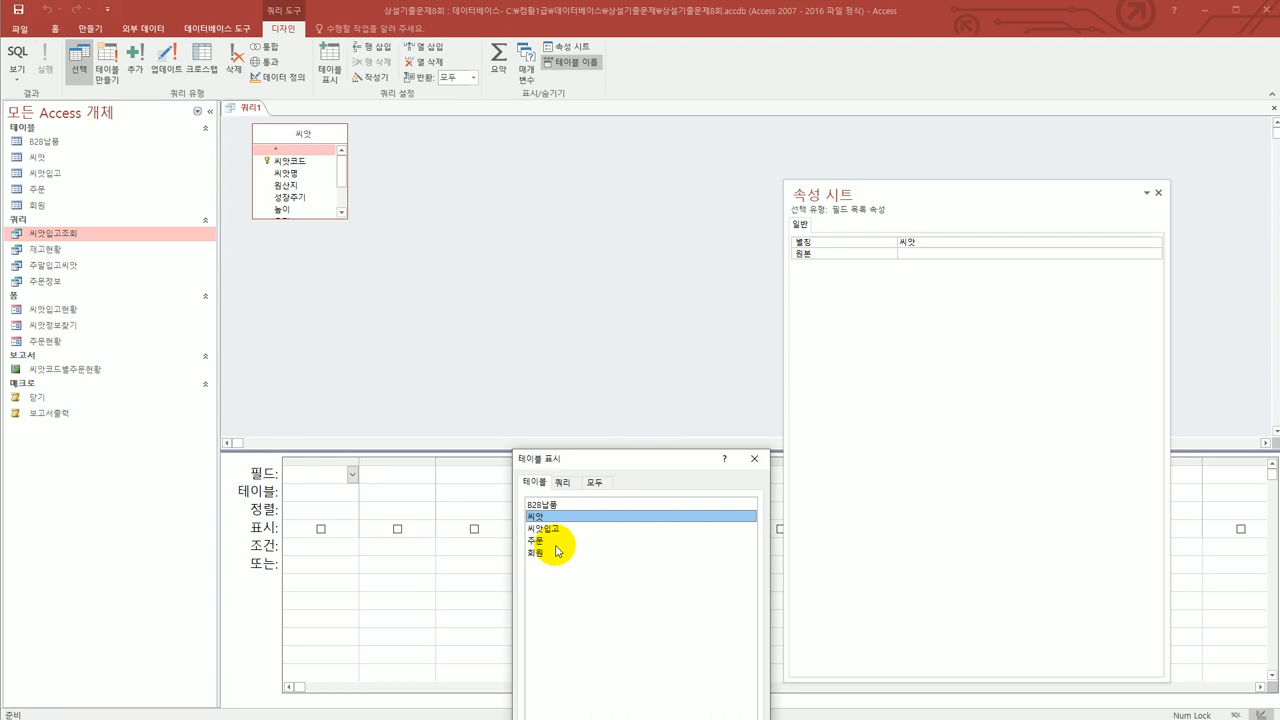 쿼리 도구
상설기출문제8회 : 데이터베이스- C:₩컴활1급₩데이터베이스₩상설기출문제₩상설기출문제8회.accdb (Access 2007 - 2016 파일 형식) - Access
파일 홈 만들기 외부 데이터 데이터베이스 도구 디자인 수행할 작업을 알려 주세요.
SQL
보기
실행
선택
테이블 만들기
추가
업데이트
크로스탭
삭제
통합
통과
데이터 정의
테이블 표시
행 삽입
행 삭제
작성기
열 삽입
열 삭제
반환: 모두
요약
매개 변수
속성 시트
테이블 이름
결과 쿼리 유형 쿼리 설정 표시/숨기기
모든 Access 개체
테이블
B2B납품
씨앗
씨앗입고
주문
회원
쿼리
씨앗입고조회
재고현황
주말입고씨앗
주문정보
폼
씨앗입고현황
씨앗정보찾기
주문현황
보고서
씨앗코드별주문현황
매크로
닫기
보고서출력
쿼리1
씨앗
*
씨앗코드
씨앗명
원산지
성장주기
높이
속성 시트
선택 유형: 필드 목록 속성
일반
별칭 씨앗
원본
필드:
테이블:
정렬:
표시:
조건:
또는:
테이블 표시
테이블 쿼리 모두
B2B납품
씨앗
씨앗입고
주문
회원
준비
Num Lock SQL